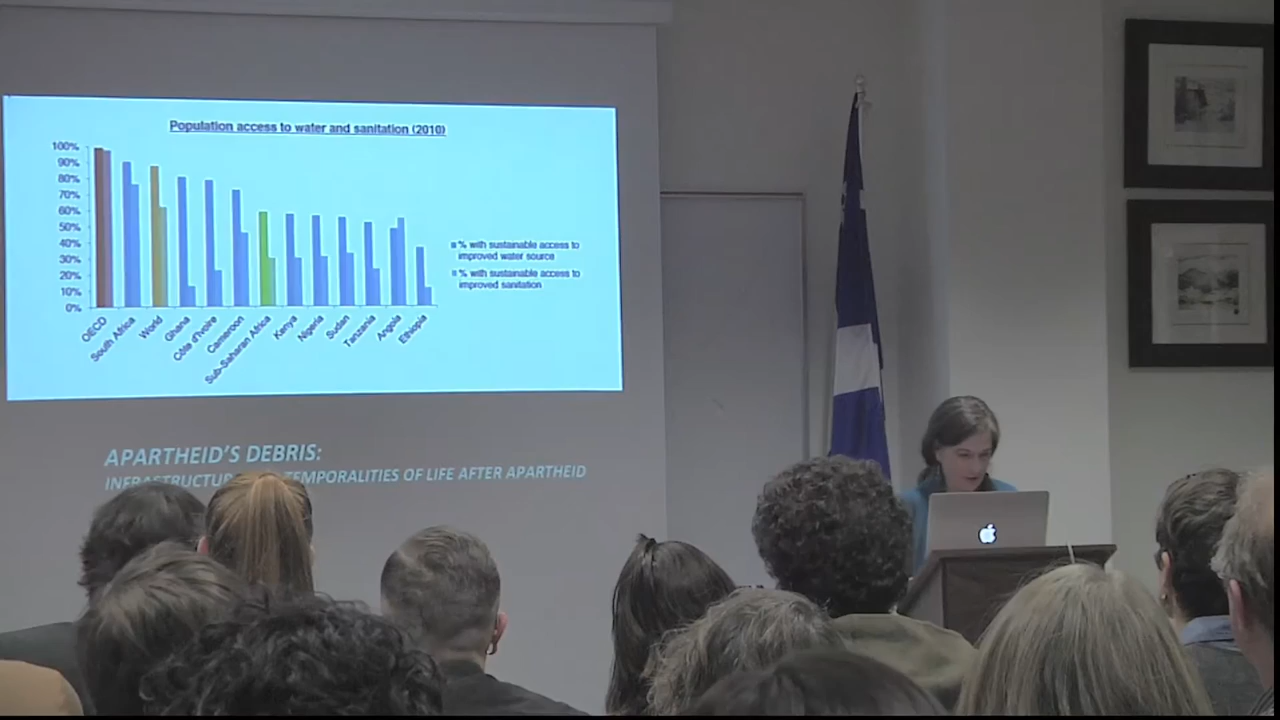 Population access to water and sanitation (2010)
100%
90%
80%
70%
60%
50%
40%
30%
20%
10%
0%
OECD
South Africa
World
Ghana
Côte d'Ivoire
Cameroon
Sub-Saharan Africa
Kenya
Nigeria
Sudan
Tanzania
Angola
Ethiopia
% with sustainable access to
improved water source
% with sustainable access to
improved sanitation
APARTHEID'S DEBRIS:
TEMPORALITIES OF LIFE AFTER APARTHEID